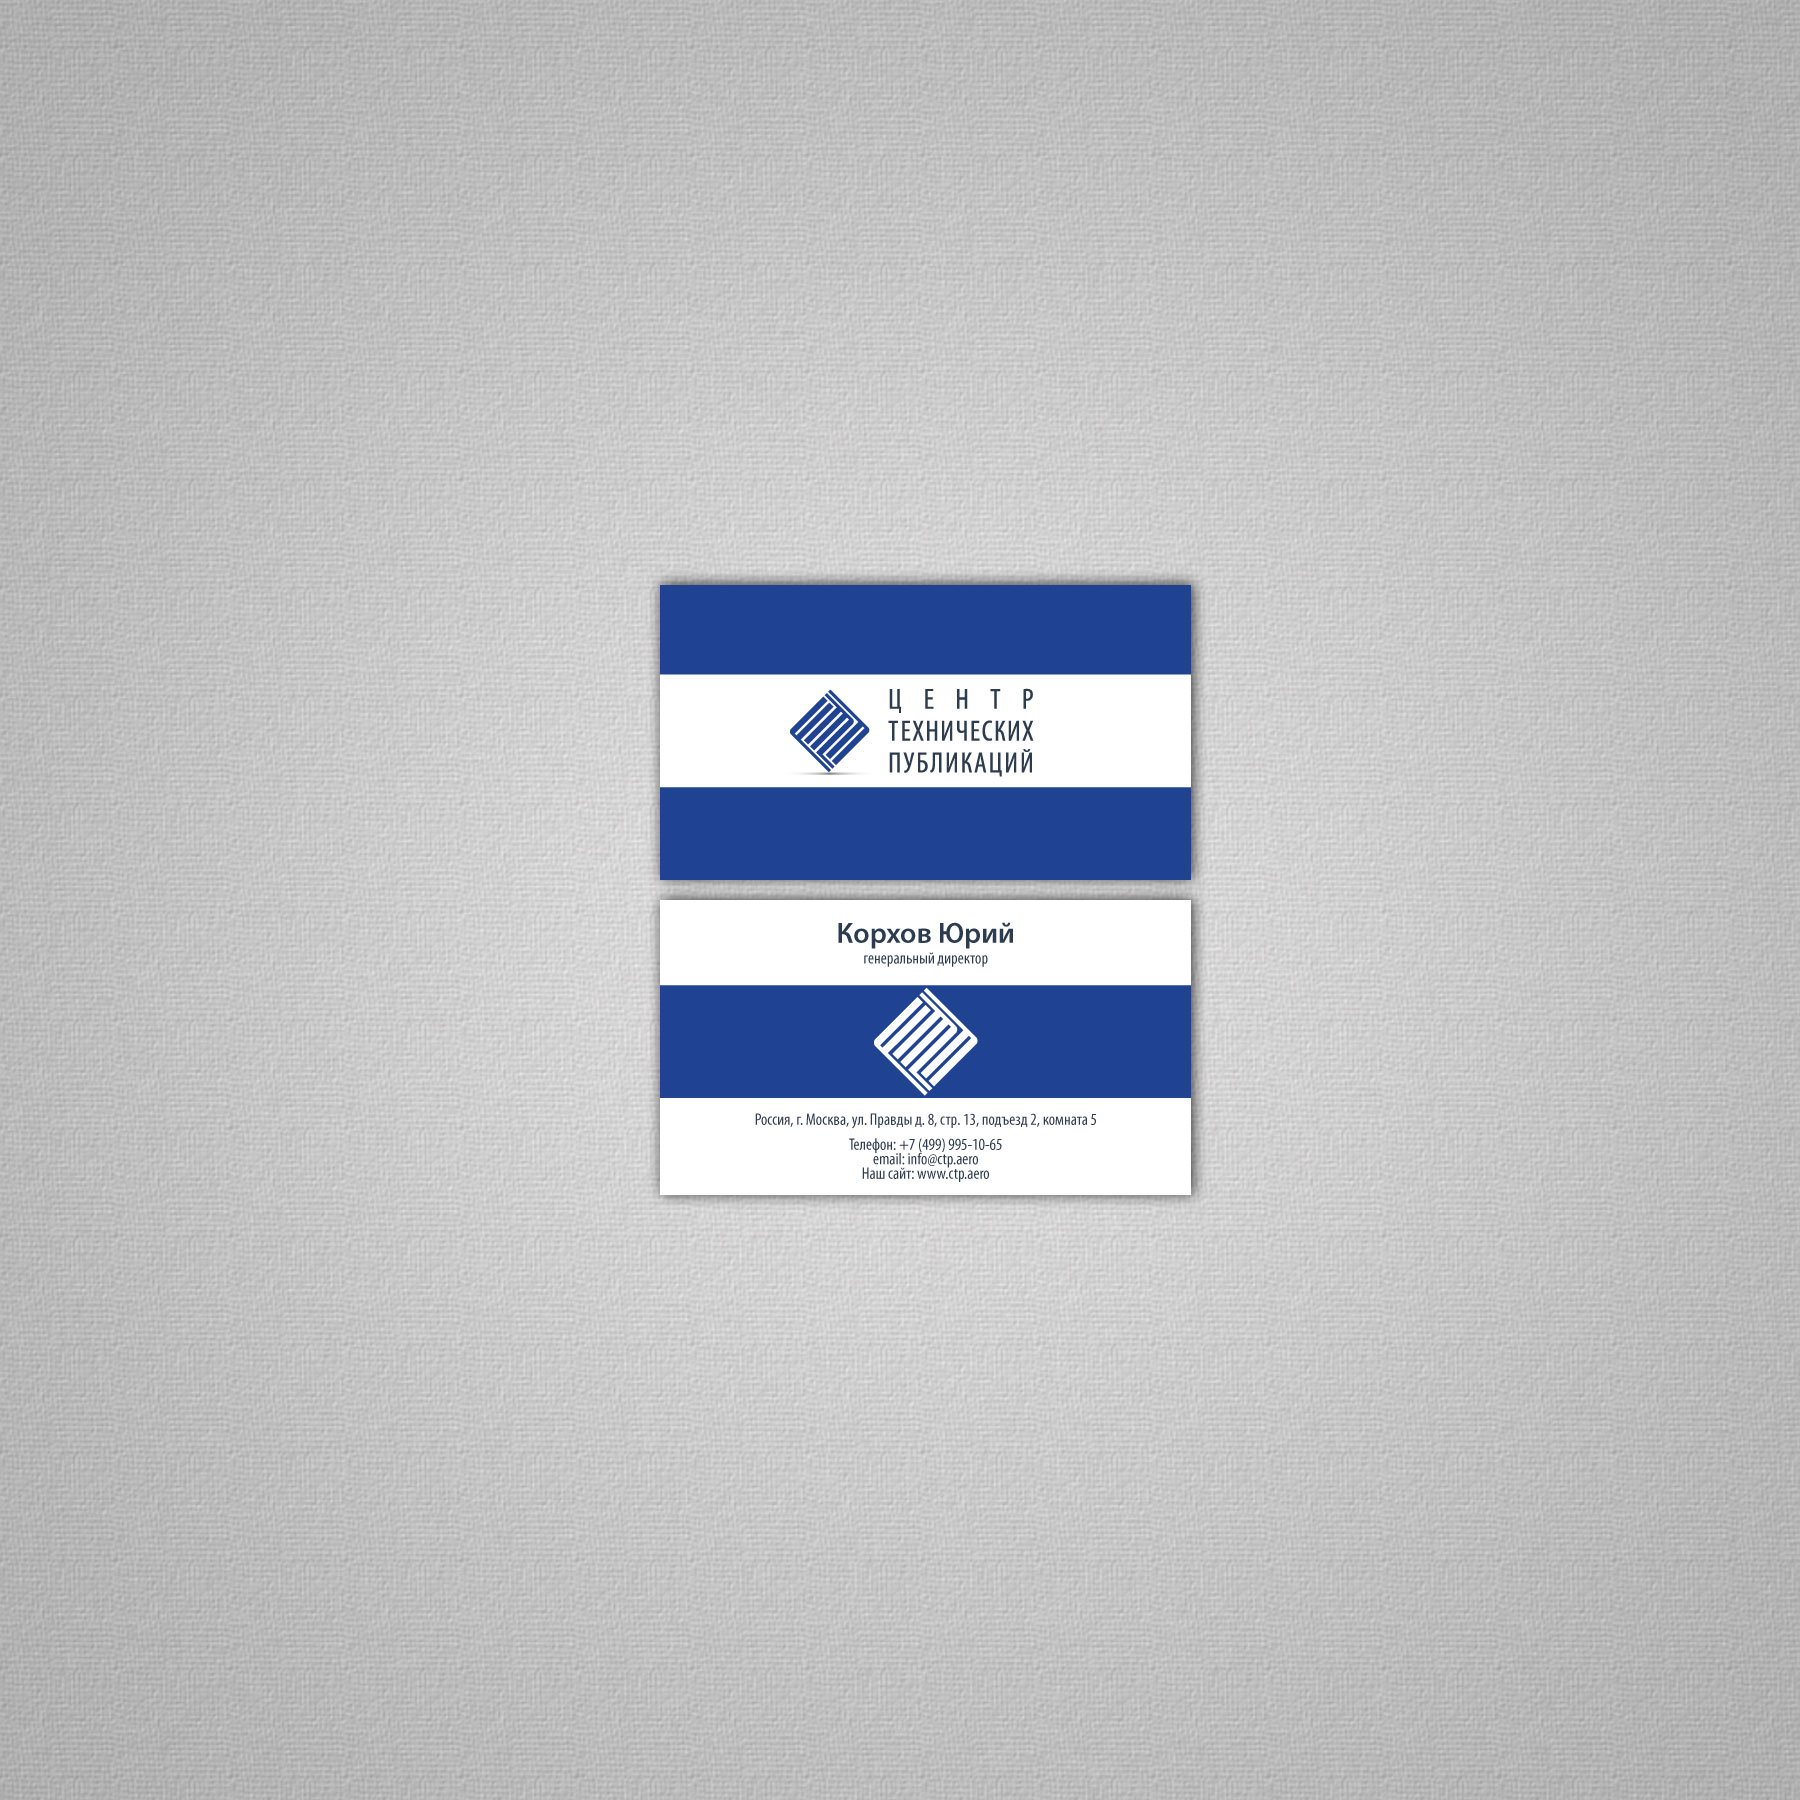 ЦЕНТР
ТЕХНИЧЕСКИХ
ПУБЛИКАЦИЙ
Корхов Юрий
генеральный директор
Россия, г. Москва, ул. Правды д. 8, стр. 13, подъезд 2, комната 5
Телефон: +7 (499) 995-10-65
email: info@ctp.aero
Наш сайт: www.ctp.aero